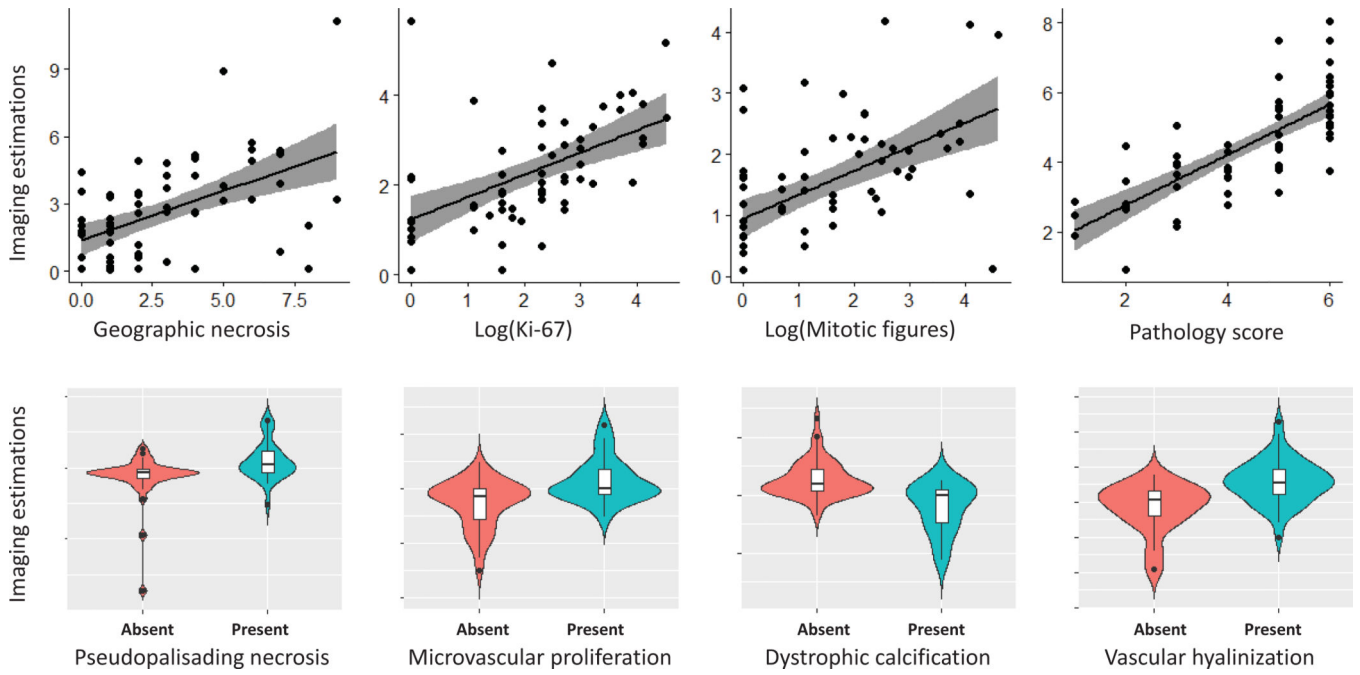 Imaging estimations
9
6
3
0
0.0 2.5 5.0 7.5
Geographic necrosis
4
2
0
0 1 2 3 4
Log(Ki-67)
4
3
2
1
0
0 1 2 3 4
Log(Mitotic figures)
8
6
4
2
2 4 6
Pathology score
Imaging estimations
Absent Present
Pseudopalisading necrosis
Absent Present
Microvascular proliferation
Absent Present
Dystrophic calcification
Absent Present
Vascular hyalinization